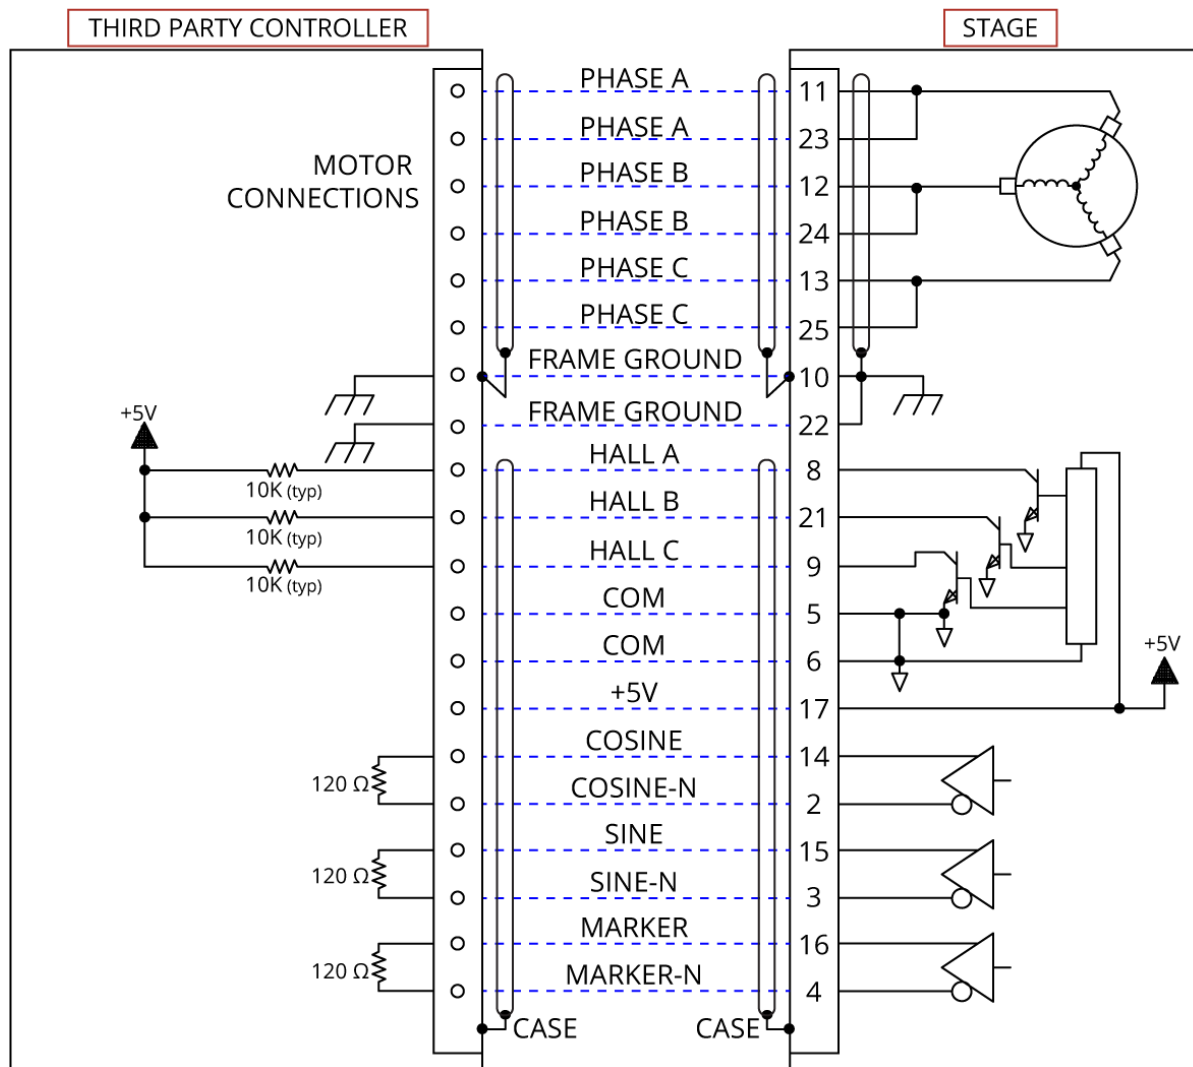 THIRD PARTY CONTROLLER
STAGE
MOTOR
CONNECTIONS
PHASE A
11
PHASE A
23
PHASE B
12
PHASE B
24
PHASE C
13
PHASE C
25
FRAME GROUND
10
FRAME GROUND
22
+5V
HALL A
8
10K (typ)
HALL B
21
10K (typ)
HALL C
9
10K (typ)
COM
5
COM
6
+5V
+5V
17
COSINE
14
120 Ω
COSINE-N
2
SINE
15
120 Ω
SINE-N
3
MARKER
16
120 Ω
MARKER-N
4
CASE
CASE